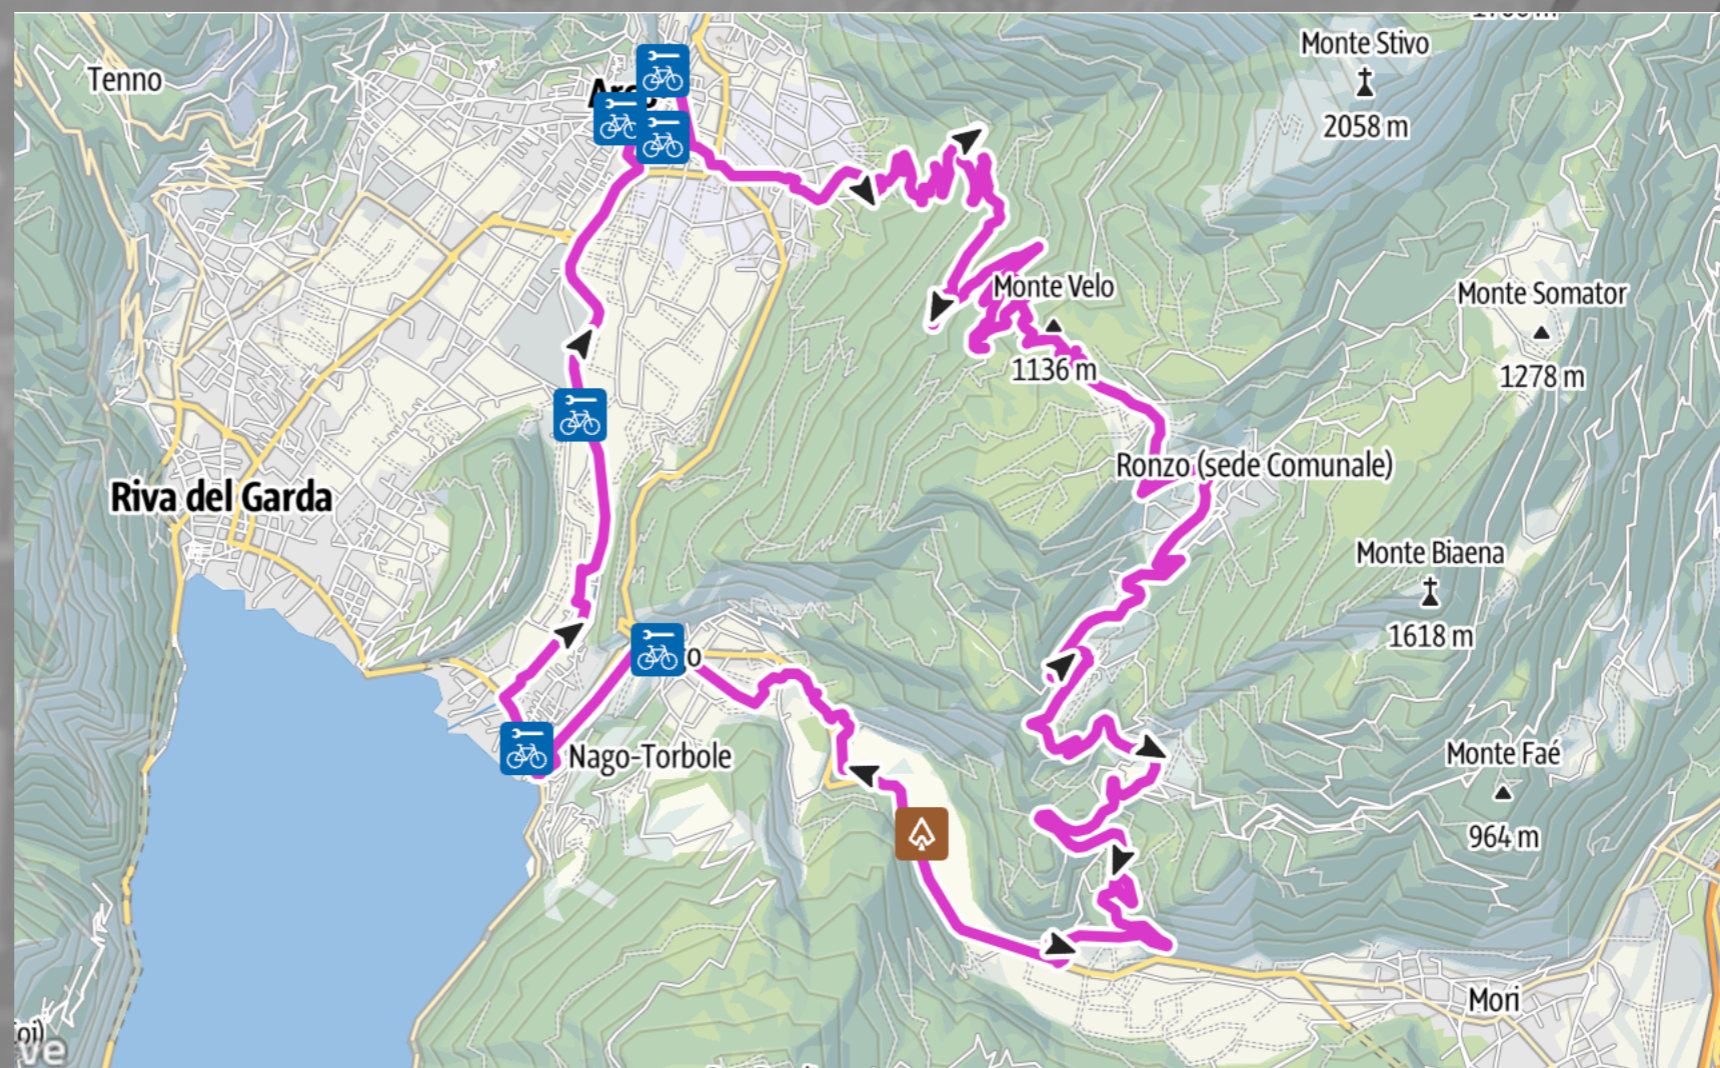 Monte Stivo
2058 m
Tenno
Monte Velo
1136 m
Monte Somator
1278 m
Ronzo (sede Comunale)
Riva del Garda
Monte Biaena
1618 m
Nago-Torbole
Monte Faé
964 m
Mori